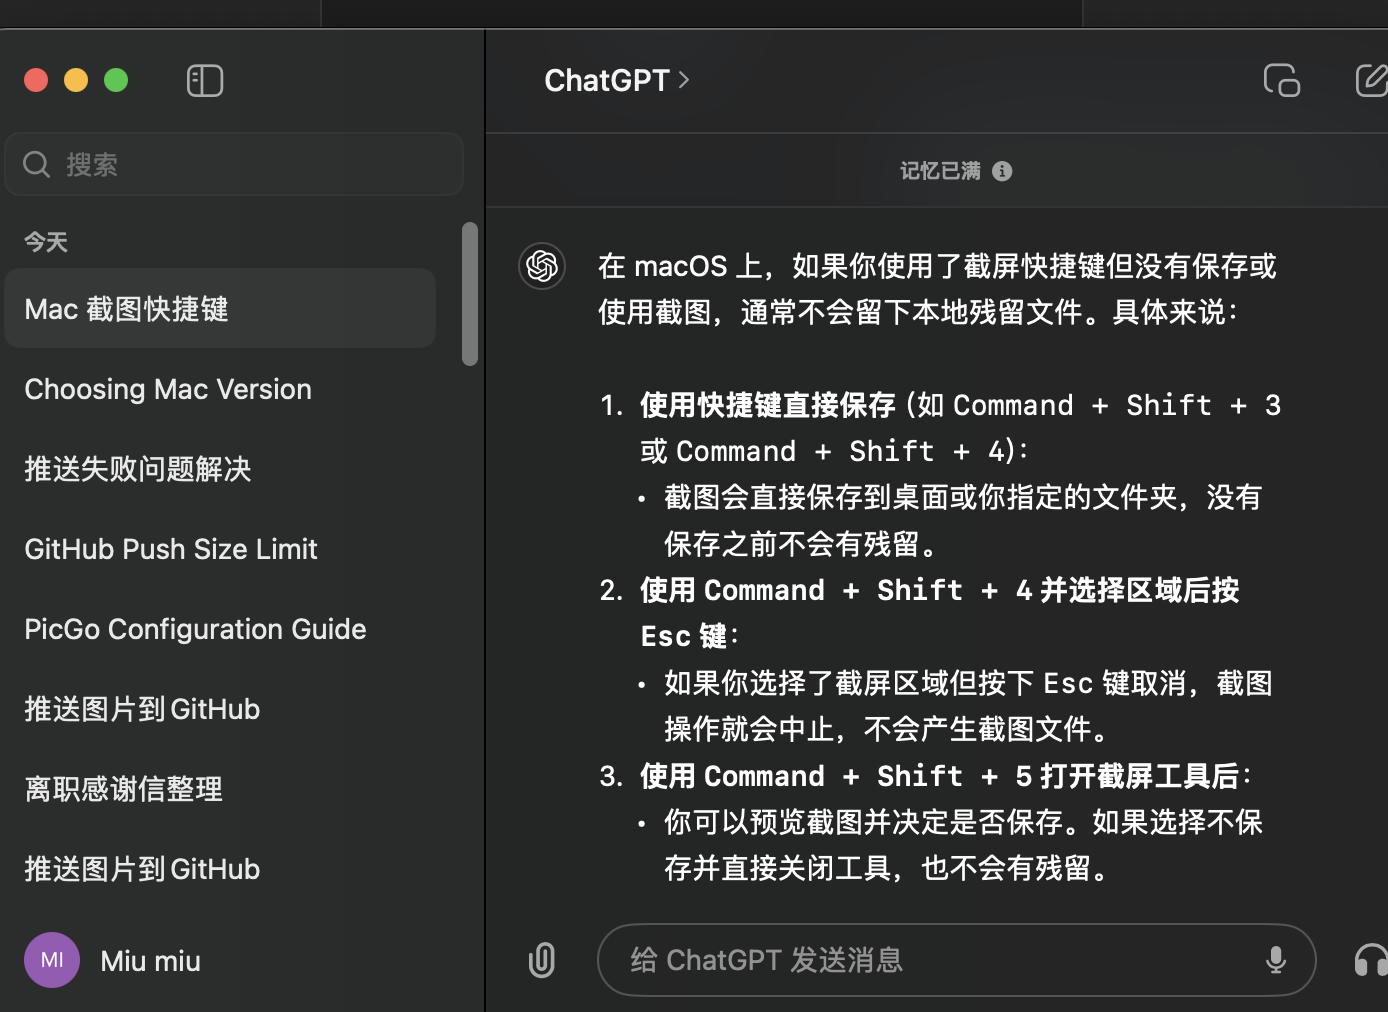 搜索
今天
Mac 截图快捷键
Choosing Mac Version
推送失败问题解决
GitHub Push Size Limit
PicGo Configuration Guide
推送图片到 GitHub
离职感谢信整理
推送图片到 GitHub
MI
Miu miu
ChatGPT
记忆已满
在 macOS 上，如果你使用了截屏快捷键但没有保存或
使用截图，通常不会留下本地残留文件。具体来说：
1. 使用快捷键直接保存（如 Command + Shift + 3
或 Command + Shift + 4）：
• 截图会直接保存到桌面或你指定的文件夹，没有
保存之前不会有残留。
2. 使用 Command + Shift + 4 并选择区域后按
Esc 键：
• 如果你选择了截屏区域但按下 Esc 键取消，截图
操作就会中止，不会产生截图文件。
3. 使用 Command + Shift + 5 打开截屏工具后：
• 你可以预览截图并决定是否保存。如果选择不保
存并直接关闭工具，也不会有残留。
给 ChatGPT 发送消息